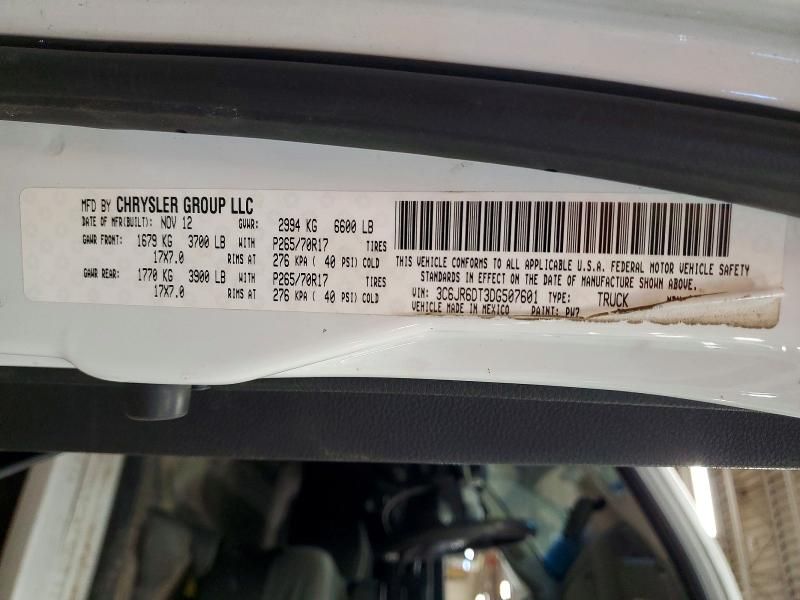 MFD BY CHRYSLER GROUP LLC
DATE OF MFR(BUILT): NOV 12 GVWR: 2994 KG 6600 LB
GAWR FRONT: 1679 KG 3700 LB WITH P265/70R17 TIRES
17X7.0 RIMS AT 276 KPA ( 40 PSI) COLD
GAWR REAR: 1770 KG 3900 LB WITH P265/70R17 TIRES
17X7.0 RIMS AT 276 KPA ( 40 PSI) COLD
THIS VEHICLE CONFORMS TO ALL APPLICABLE U.S.A. FEDERAL MOTOR VEHICLE SAFETY
STANDARDS IN EFFECT ON THE DATE OF MANUFACTURE SHOWN ABOVE.
VIN: 3C6JR6DT3DG507601 TYPE: TRUCK
VEHICLE MADE IN MEXICO PAINT: PW7